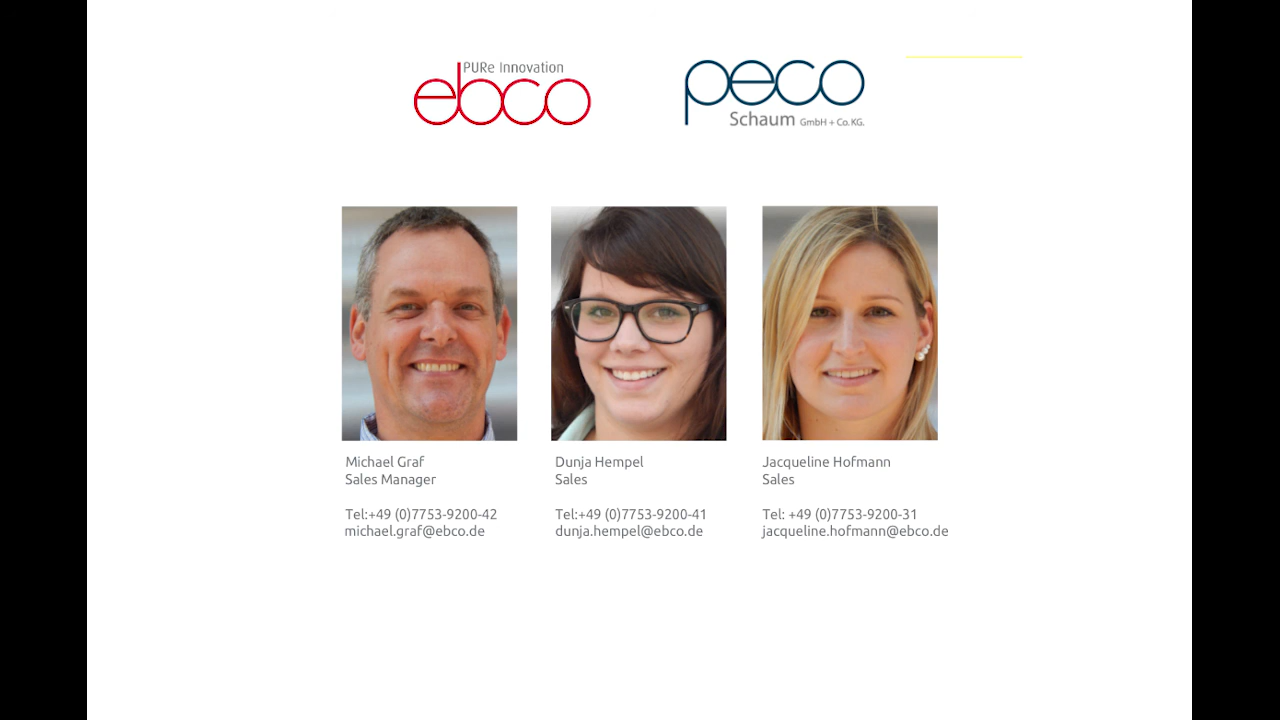 PURe Innovation
ebco
peco
Schaum GmbH + Co. KG.
Michael Graf
Sales Manager
Tel:+49 (0)7753-9200-42
michael.graf@ebco.de
Dunja Hempel
Sales
Tel:+49 (0)7753-9200-41
dunja.hempel@ebco.de
Jacqueline Hofmann
Sales
Tel: +49 (0)7753-9200-31
jacqueline.hofmann@ebco.de